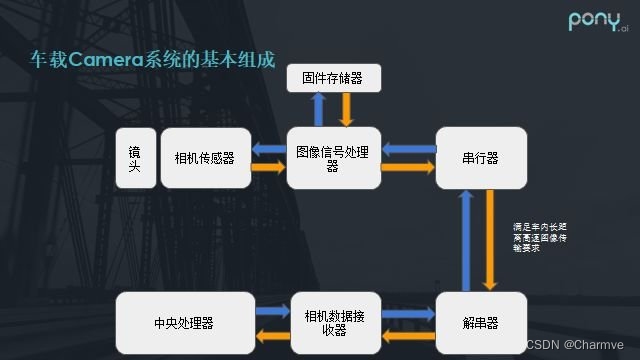 pony.ai
车载Camera系统的基本组成
固件存储器
镜
头
相机传感器
图像信号处理
器
串行器
满足车内长距
离高速图像传
输要求
中央处理器
相机数据接
收器
解串器
CSDN @Charmve